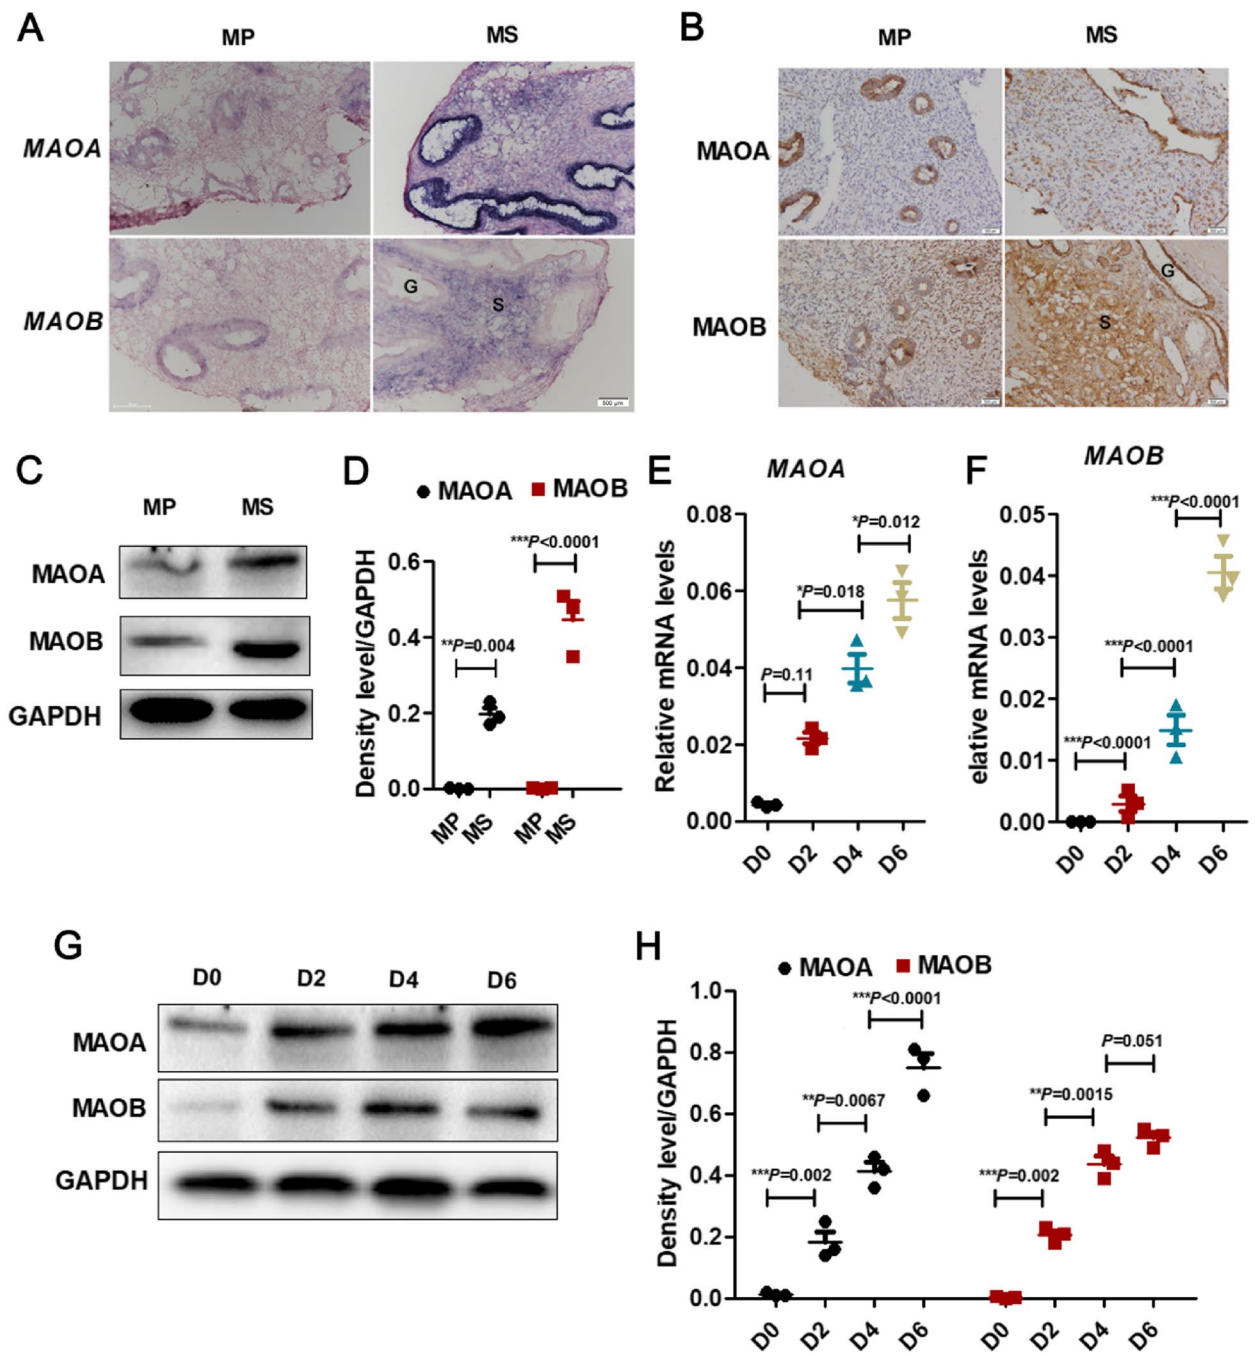 A
MP
MS
MAOA
MAOB
G
S
500 μm
B
MP
MS
MAOA
MAOB
G
S
C
MP
MS
MAOA
MAOB
GAPDH
D
MAOA MAOB
Density level/GAPDH
0.6
0.4
0.2
0.0
**P=0.004
***P<0.0001
MP
MS
MP
MS
E
MAOA
Relative mRNA levels
0.08
0.06
0.04
0.02
0.00
P=0.11
*P=0.018
*P=0.012
D0
D2
D4
D6
F
MAOB
elative mRNA levels
0.05
0.04
0.03
0.02
0.01
0.00
***P<0.0001
***P<0.0001
***P<0.0001
D0
D2
D4
D6
G
D0
D2
D4
D6
MAOA
MAOB
GAPDH
H
MAOA MAOB
Density level/GAPDH
1.0
0.8
0.6
0.4
0.2
0.0
***P=0.002
**P=0.0067
***P<0.0001
***P=0.002
**P=0.0015
P=0.051
D0
D2
D4
D6
D0
D2
D4
D6